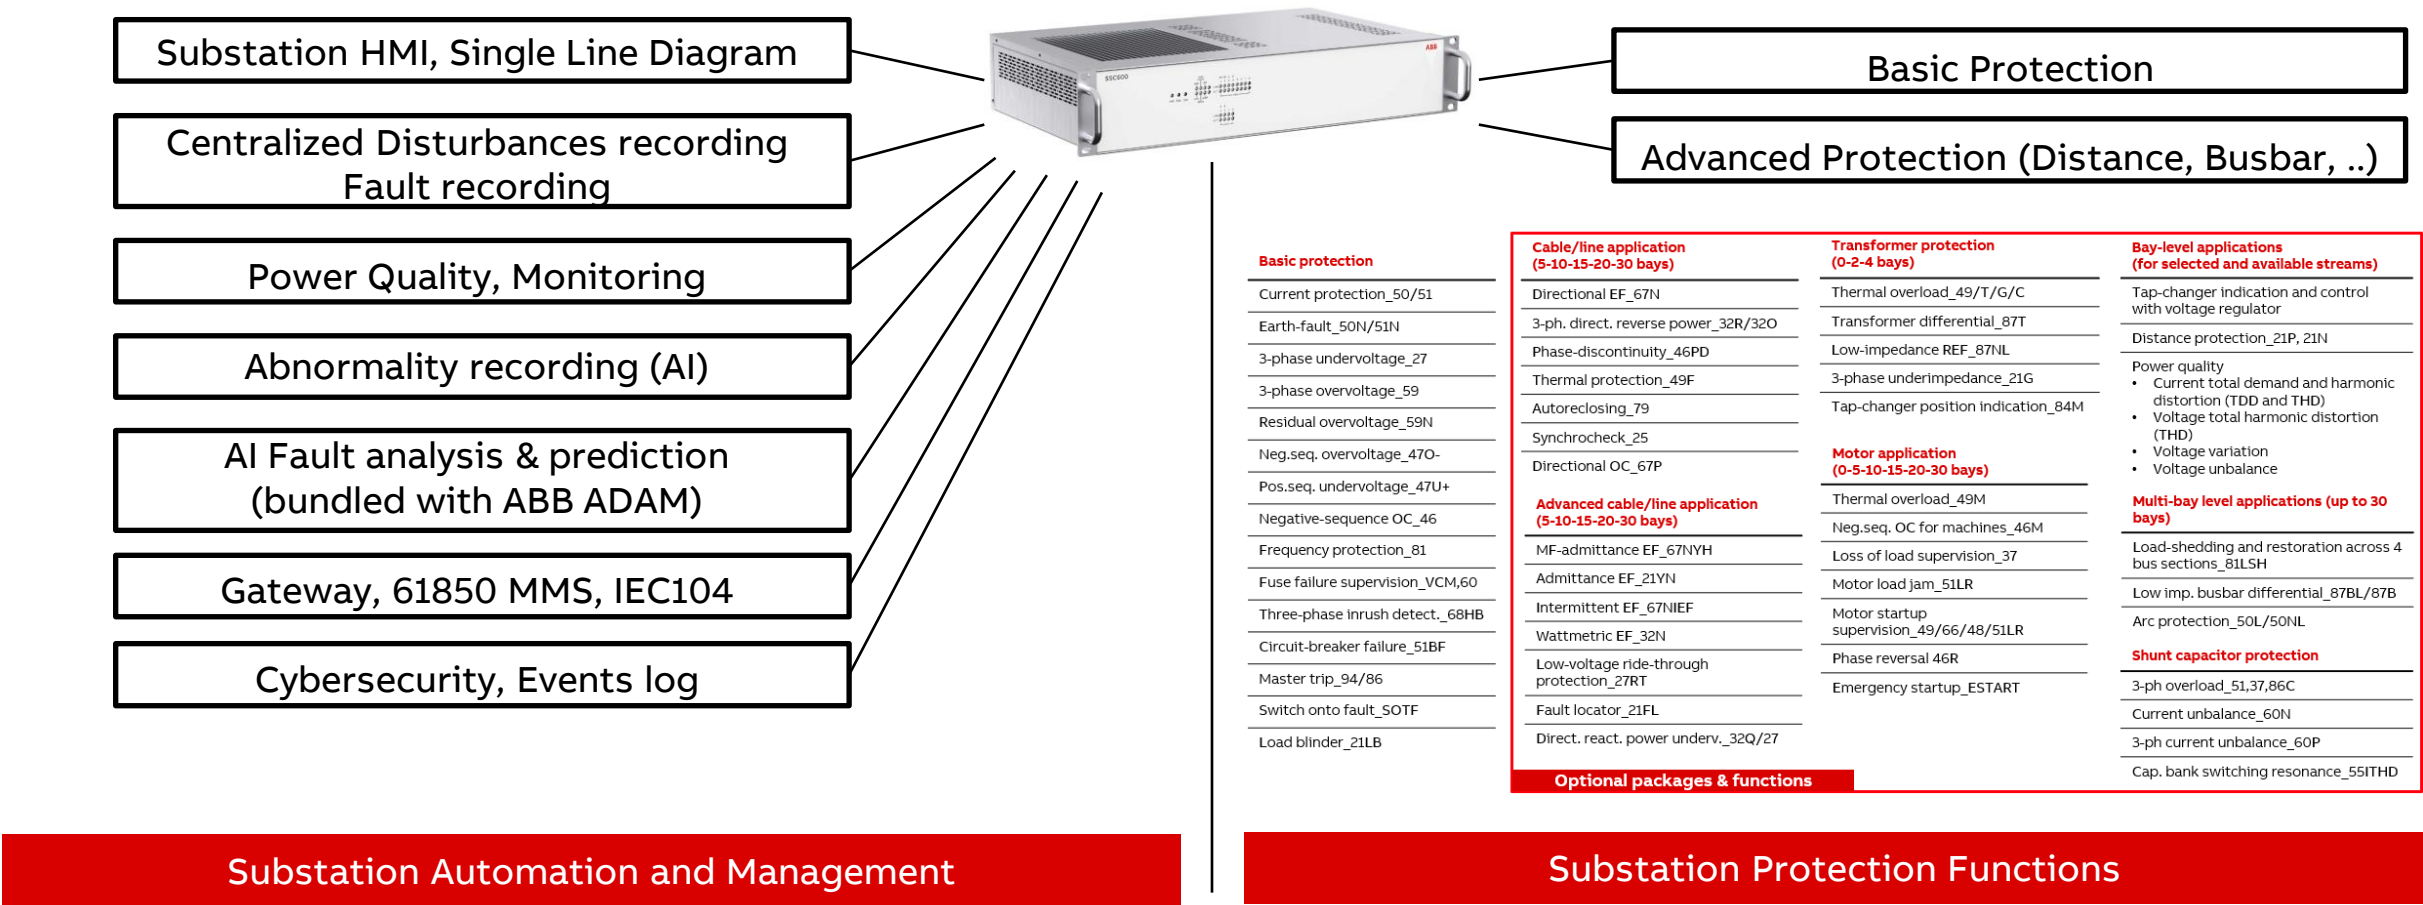 Substation HMI, Single Line Diagram
Centralized Disturbances recording
Fault recording
Power Quality, Monitoring
Abnormality recording (AI)
AI Fault analysis & prediction
(bundled with ABB ADAM)
Gateway, 61850 MMS, IEC104
Cybersecurity, Events log
Substation Automation and Management
ABB
SSC600
Basic Protection
Advanced Protection (Distance, Busbar, ..)
Basic protection
Current protection_50/51
Earth-fault_50N/51N
3-phase undervoltage_27
3-phase overvoltage_59
Residual overvoltage_59N
Neg.seq. overvoltage_47O-
Pos.seq. undervoltage_47U+
Negative-sequence OC_46
Frequency protection_81
Fuse failure supervision_VCM,60
Three-phase inrush detect._68HB
Circuit-breaker failure_51BF
Master trip_94/86
Switch onto fault_SOTF
Load blinder_21LB
Cable/line application
(5-10-15-20-30 bays)
Directional EF_67N
3-ph. direct. reverse power_32R/32O
Phase-discontinuity_46PD
Thermal protection_49F
Autoreclosing_79
Synchrocheck_25
Directional OC_67P
Advanced cable/line application
(5-10-15-20-30 bays)
MF-admittance EF_67NYH
Admittance EF_21YN
Intermittent EF_67NIEF
Wattmetric EF_32N
Low-voltage ride-through
protection_27RT
Fault locator_21FL
Direct. react. power underv._32Q/27
Optional packages & functions
Transformer protection
(0-2-4 bays)
Thermal overload_49/T/G/C
Transformer differential_87T
Low-impedance REF_87NL
3-phase underimpedance_21G
Tap-changer position indication_84M
Motor application
(0-5-10-15-20-30 bays)
Thermal overload_49M
Neg.seq. OC for machines_46M
Loss of load supervision_37
Motor load jam_51LR
Motor startup
supervision_49/66/48/51LR
Phase reversal 46R
Emergency startup_ESTART
Bay-level applications
(for selected and available streams)
Tap-changer indication and control
with voltage regulator
Distance protection_21P, 21N
Power quality
• Current total demand and harmonic
distortion (TDD and THD)
• Voltage total harmonic distortion
(THD)
• Voltage variation
• Voltage unbalance
Multi-bay level applications (up to 30
bays)
Load-shedding and restoration across 4
bus sections_81LSH
Low imp. busbar differential_87BL/87B
Arc protection_50L/50NL
Shunt capacitor protection
3-ph overload_51,37,86C
Current unbalance_60N
3-ph current unbalance_60P
Cap. bank switching resonance_55ITHD
Substation Protection Functions